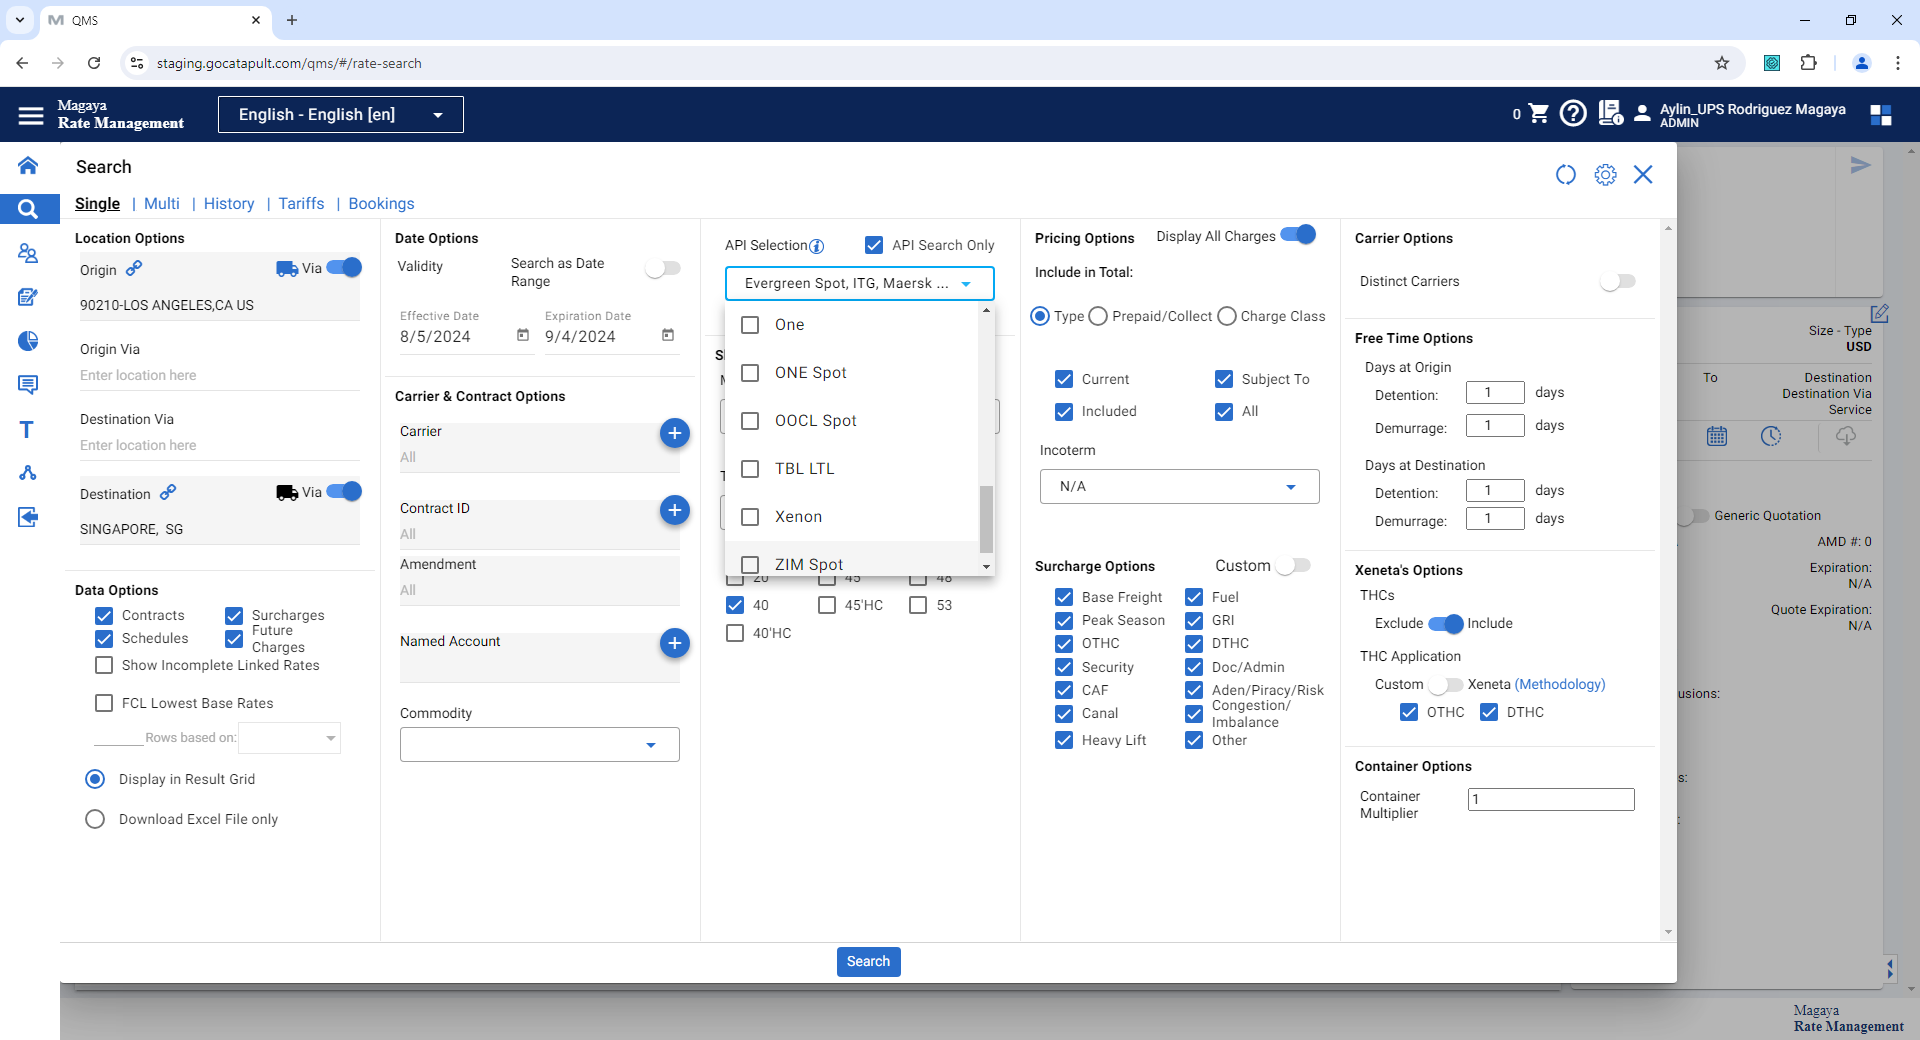 QMS
staging.gocatapult.com/qms/#/rate-search
Magaya
Rate Management
English - English [en]
0
Aylin_UPS Rodriguez Magaya
ADMIN
Search
Single | Multi | History | Tariffs | Bookings
Location Options
Origin
Via
90210-LOS ANGELES,CA US
Origin Via
Enter location here
Destination Via
Enter location here
Destination
Via
SINGAPORE, SG
Data Options
Contracts
Surcharges
Schedules
Future
Charges
Show Incomplete Linked Rates
FCL Lowest Base Rates
Rows based on:
Display in Result Grid
Download Excel File only
Date Options
Validity
Search as Date
Range
Effective Date
8/5/2024
Expiration Date
9/4/2024
Carrier & Contract Options
Carrier
All
Contract ID
All
Amendment
All
Named Account
Commodity
API Selection
API Search Only
Evergreen Spot, ITG, Maersk ...
One
ONE Spot
OOCL Spot
TBL LTL
Xenon
ZIM Spot
20
45
48
40
45'HC
53
40'HC
Pricing Options
Display All Charges
Include in Total:
Type
Prepaid/Collect
Charge Class
Current
Subject To
Included
All
Incoterm
N/A
Surcharge Options
Custom
Base Freight
Fuel
Peak Season
GRI
OTHC
DTHC
Security
Doc/Admin
CAF
Aden/Piracy/Risk
Canal
Congestion/
Imbalance
Heavy Lift
Other
Carrier Options
Distinct Carriers
Free Time Options
Days at Origin
Detention:
1
days
Demurrage:
1
days
Days at Destination
Detention:
1
days
Demurrage:
1
days
Xeneta's Options
THCs
Exclude
Include
THC Application
Custom
Xeneta (Methodology)
OTHC
DTHC
Container Options
Container
Multiplier
1
Search
Size - Type
USD
To
Destination
Destination Via
Service
Generic Quotation
AMD #: 0
Expiration:
N/A
Quote Expiration:
N/A
usions:
s:
Magaya
Rate Management